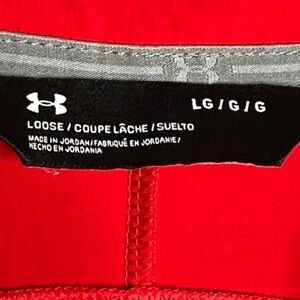 LG/G/G
LOOSE / COUPE LÂCHE / SUELTO
MADE IN JORDAN/FABRIQUÉ EN JORDANIE/
HECHO EN JORDANIA